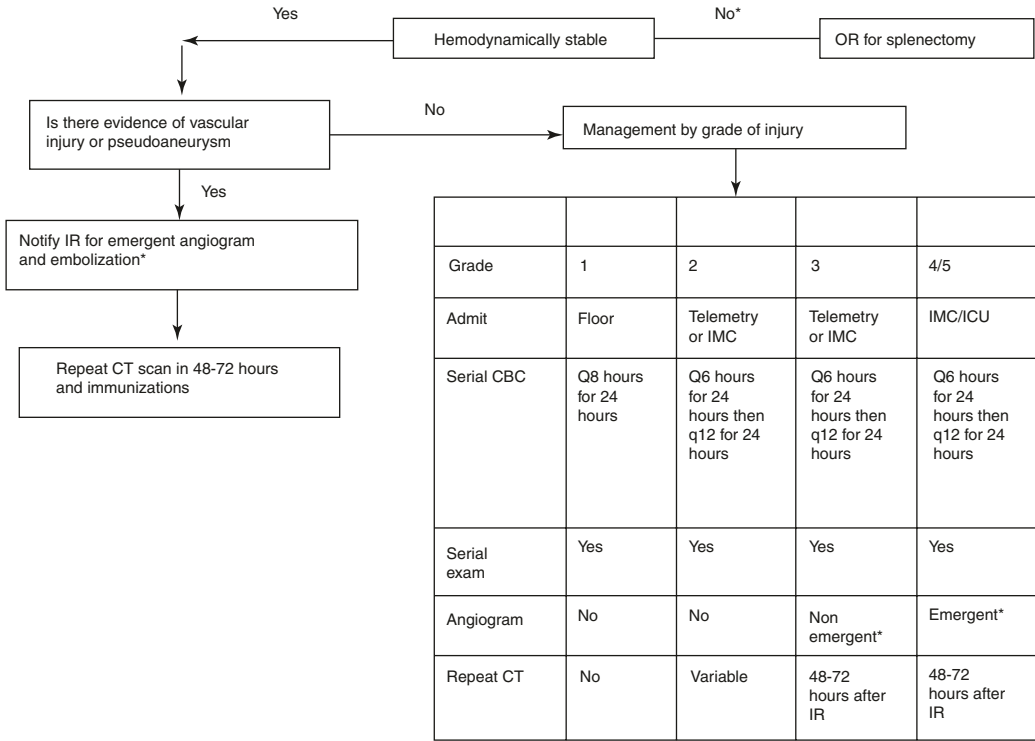 Yes
No*
Hemodynamically stable
OR for splenectomy
Is there evidence of vascular
injury or pseudoaneurysm
No
Management by grade of injury
Yes
Notify IR for emergent angiogram
and embolization*
Repeat CT scan in 48-72 hours
and immunizations
Grade
1
2
3
4/5
Admit
Floor
Telemetry
or IMC
Telemetry
or IMC
IMC/ICU
Serial CBC
Q8 hours
for 24
hours
Q6 hours
for 24
hours then
q12 for 24
hours
Q6 hours
for 24
hours then
q12 for 24
hours
Q6 hours
for 24
hours then
q12 for 24
hours
Serial
exam
Yes
Yes
Yes
Yes
Angiogram
No
No
Non
emergent*
Emergent*
Repeat CT
No
Variable
48-72
hours after
IR
48-72
hours after
IR